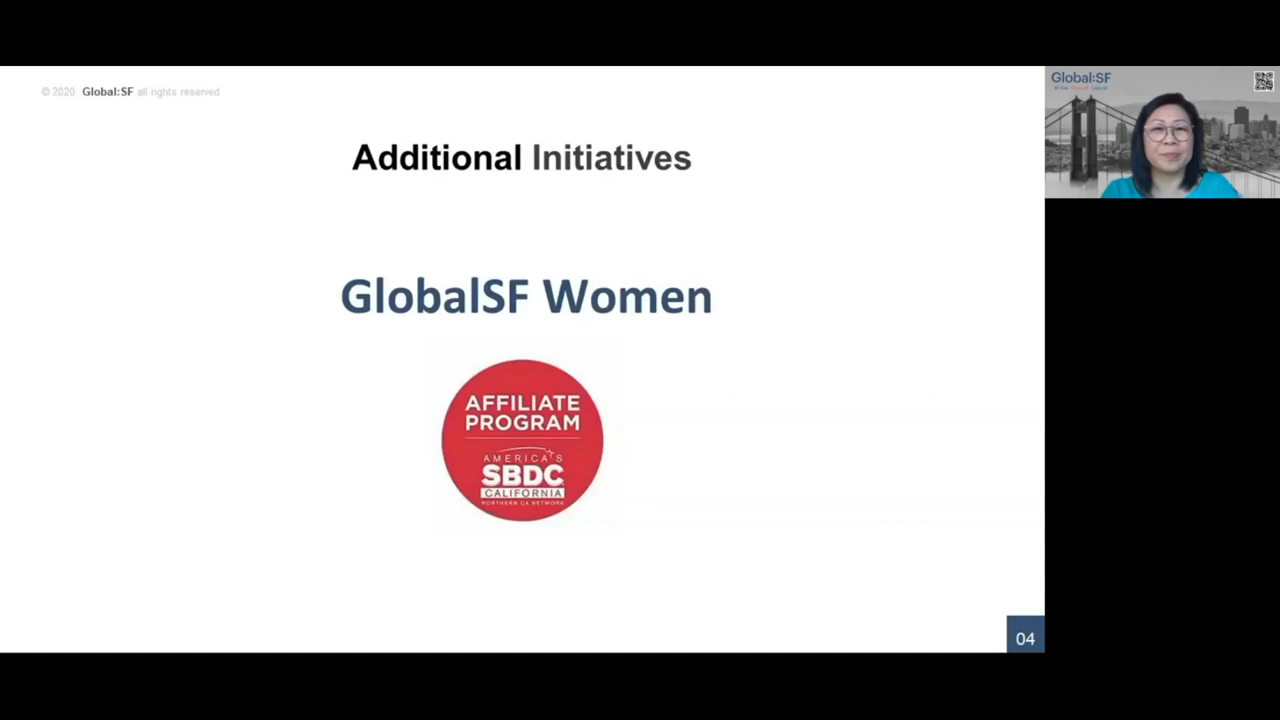 © 2020 Global:SF all rights reserved
Global:SF
Additional Initiatives
GlobalSF Women
AFFILIATE
PROGRAM
AMERICA'S
SBDC
CALIFORNIA
NORTHERN CA NETWORK
04